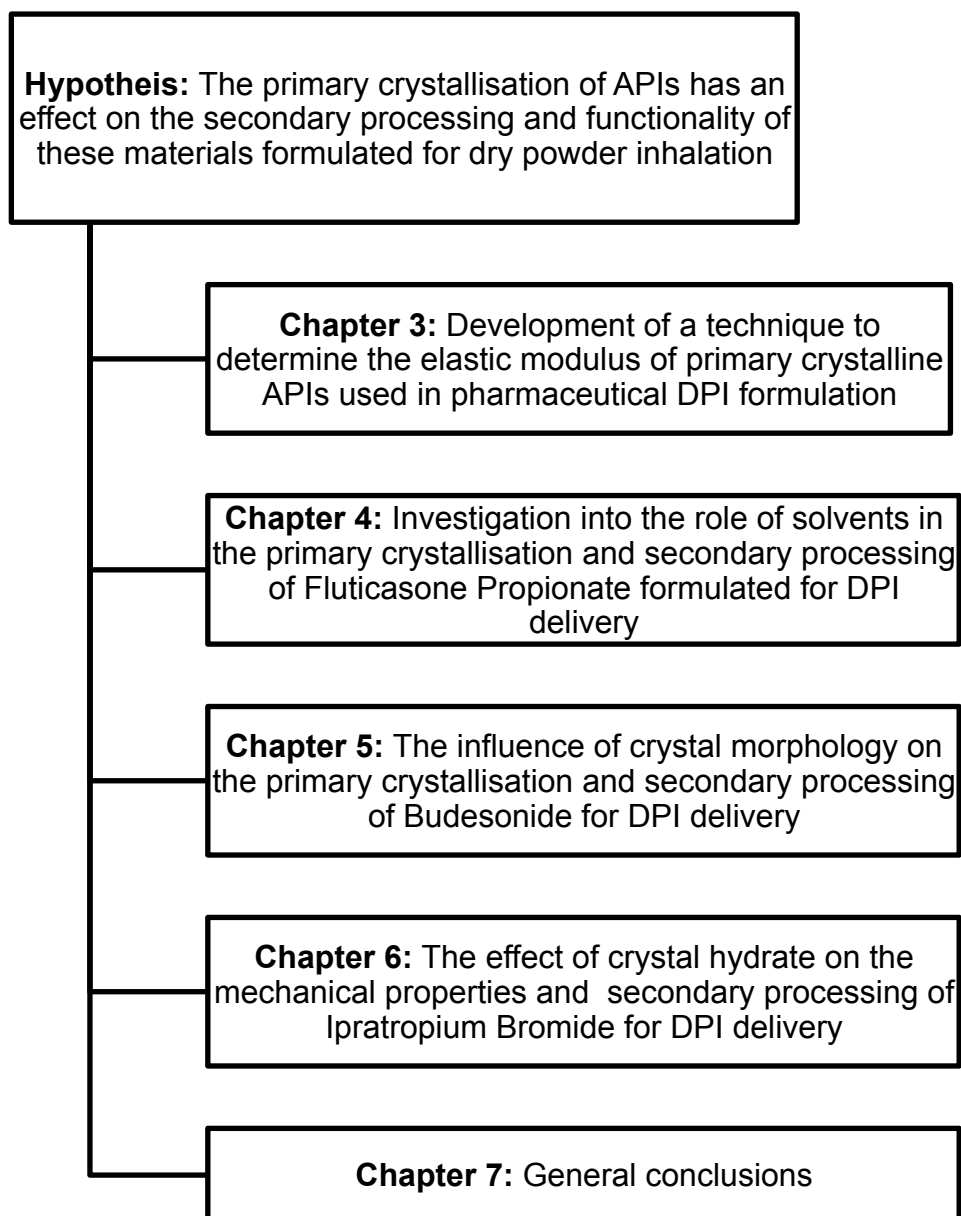 Hypotheis: The primary crystallisation of APIs has an
effect on the secondary processing and functionality of
these materials formulated for dry powder inhalation
Chapter 3: Development of a technique to
determine the elastic modulus of primary crystalline
APIs used in pharmaceutical DPI formulation
Chapter 4: Investigation into the role of solvents in
the primary crystallisation and secondary processing
of Fluticasone Propionate formulated for DPI
delivery
Chapter 5: The influence of crystal morphology on
the primary crystallisation and secondary processing
of Budesonide for DPI delivery
Chapter 6: The effect of crystal hydrate on the
mechanical properties and  secondary processing of
Ipratropium Bromide for DPI delivery
Chapter 7: General conclusions